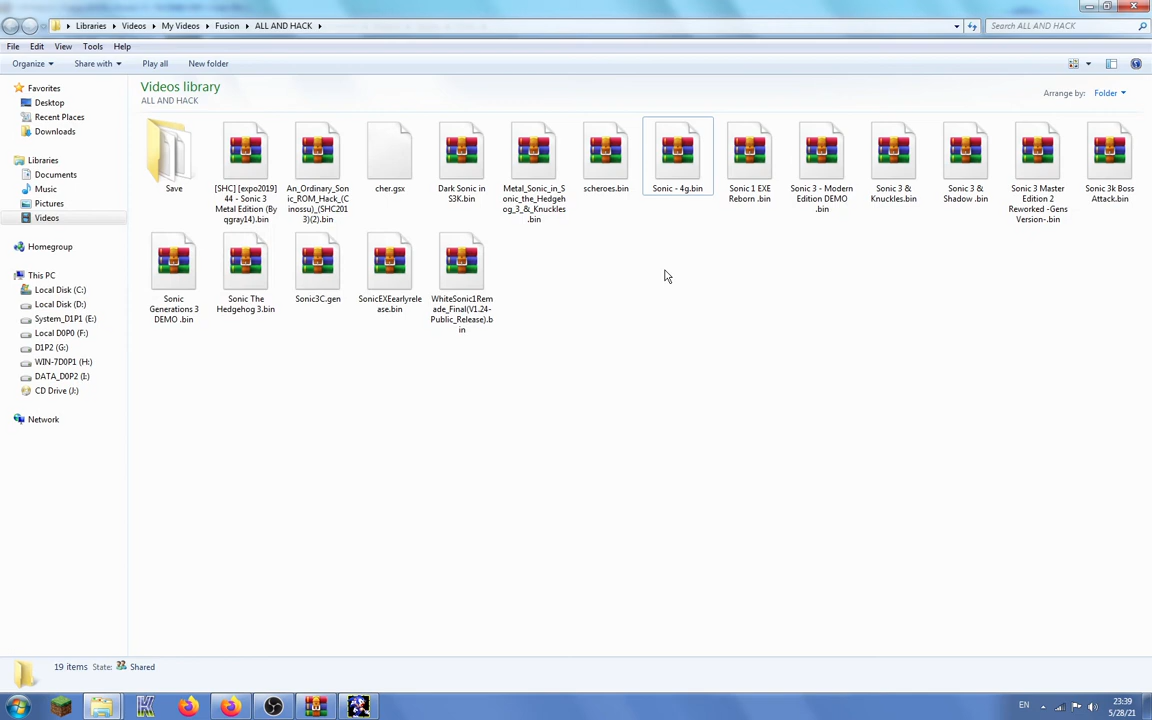 Libraries ▸ Videos ▸ My Videos ▸ Fusion ▸ ALL AND HACK ▸
Search ALL AND HACK
File Edit View Tools Help
Organize Share with Play all New folder
Favorites
Desktop
Recent Places
Downloads
Libraries
Documents
Music
Videos
Pictures
Homegroup
This PC
Local Disk (C:)
Local Disk (D:)
System_D1P1 (E:)
Local D0P0 (F:)
D1P2 (G:)
WIN-7D0P1 (H:)
DATA_D0P2 (I:)
CD Drive (J:)
Network
Videos library
ALL AND HACK
Arrange by: Folder
Save
[SHC] [expo2019]
44 - Sonic 3
Metal Edition (By
qgray14).bin
An_Ordinary_Son
ic_ROM_Hack_(C
inossu)_(SHC201
3)(2).bin
cher.gsx
Dark Sonic in
S3K.bin
Metal_Sonic_in_S
onic_the_Hedgeh
og_3_&_Knuckles
.bin
scheroes.bin
Sonic - 4g.bin
Sonic 1 EXE
Reborn .bin
Sonic 3 - Modern
Edition DEMO
.bin
Sonic 3 &
Knuckles.bin
Sonic 3 &
Shadow .bin
Sonic 3 Master
Edition 2
Reworked -Gens
Version-.bin
Sonic 3k Boss
Attack.bin
Sonic
Generations 3
DEMO .bin
Sonic The
Hedgehog 3.bin
Sonic3C.gen
SonicEXEearlyrele
ase.bin
WhiteSonic1Rem
ade_Final(V1.24-
Public_Release).b
in
19 items State: Shared
EN
23:39
5/28/21